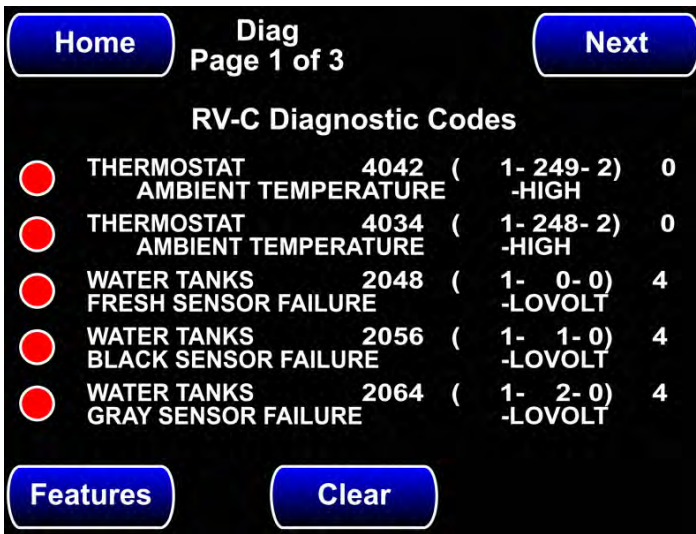 Home
Diag
Page 1 of 3
Next
RV-C Diagnostic Codes
THERMOSTAT 4042 ( 1- 249- 2) 0
AMBIENT TEMPERATURE -HIGH
THERMOSTAT 4034 ( 1- 248- 2) 0
AMBIENT TEMPERATURE -HIGH
WATER TANKS 2048 ( 1- 0- 0) 4
FRESH SENSOR FAILURE -LOVOLT
WATER TANKS 2056 ( 1- 1- 0) 4
BLACK SENSOR FAILURE -LOVOLT
WATER TANKS 2064 ( 1- 2- 0) 4
GRAY SENSOR FAILURE -LOVOLT
Features
Clear